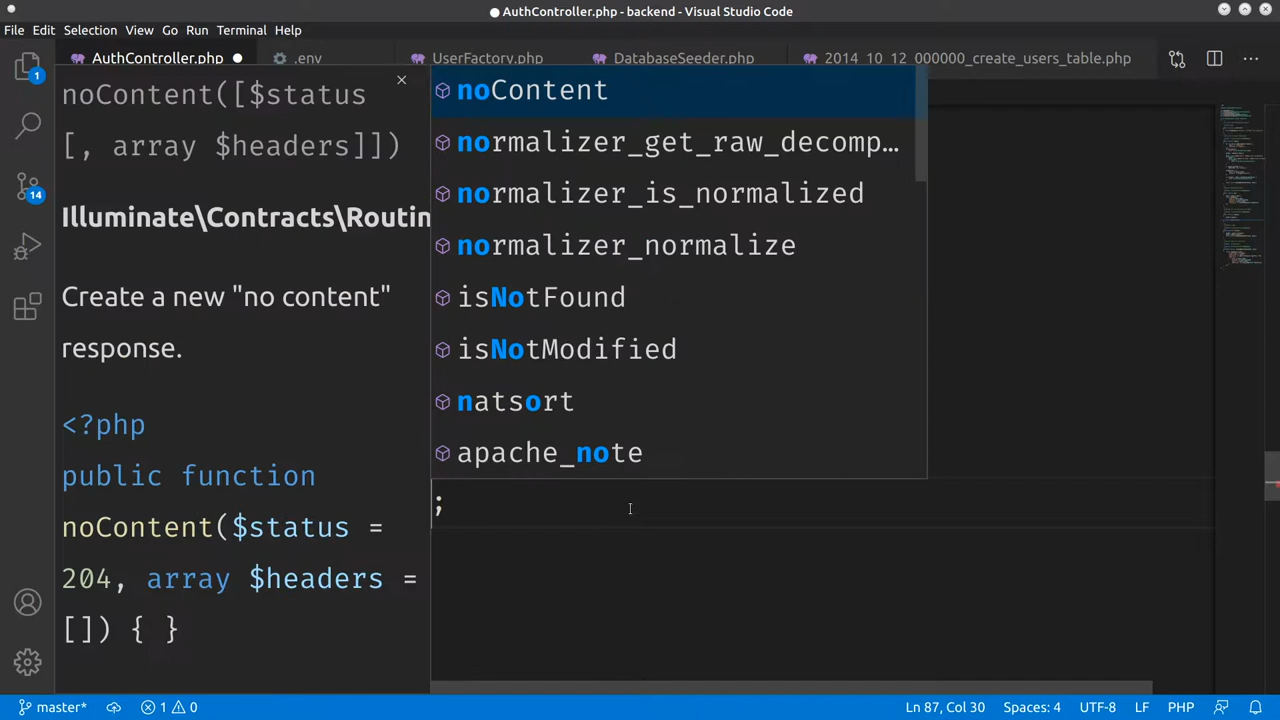 AuthController.php - backend - Visual Studio Code
File Edit Selection View Go Run Terminal Help
AuthController.php .env UserFactory.php DatabaseSeeder.php 2014_10_12_000000_create_users_table.php
1
14
noContent([$status
[, array $headers]])
Illuminate\Contracts\Routin
Create a new "no content"
response.
<?php
public function
noContent($status =
204, array $headers =
[]) { }
noContent
normalizer_get_raw_decomp…
normalizer_is_normalized
normalizer_normalize
isNotFound
isNotModified
natsort
apache_note
;
master* 1 0 Ln 87, Col 30 Spaces: 4 UTF-8 LF PHP